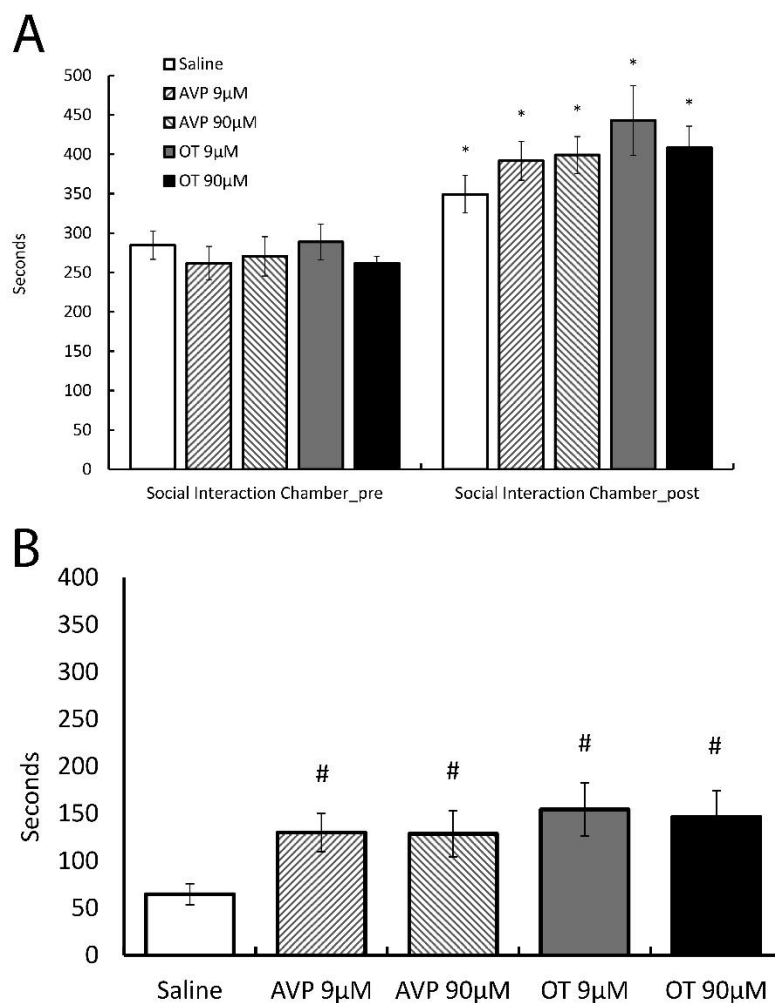 A
Saline
AVP 9µM
AVP 90µM
OT 9µM
OT 90µM
500
450
400
350
300
250
200
150
100
50
0
Seconds
* * * * *
Social Interaction Chamber_pre Social Interaction Chamber_post
B
400
350
300
250
200
150
100
50
0
Seconds
# # # #
Saline AVP 9µM AVP 90µM OT 9µM OT 90µM